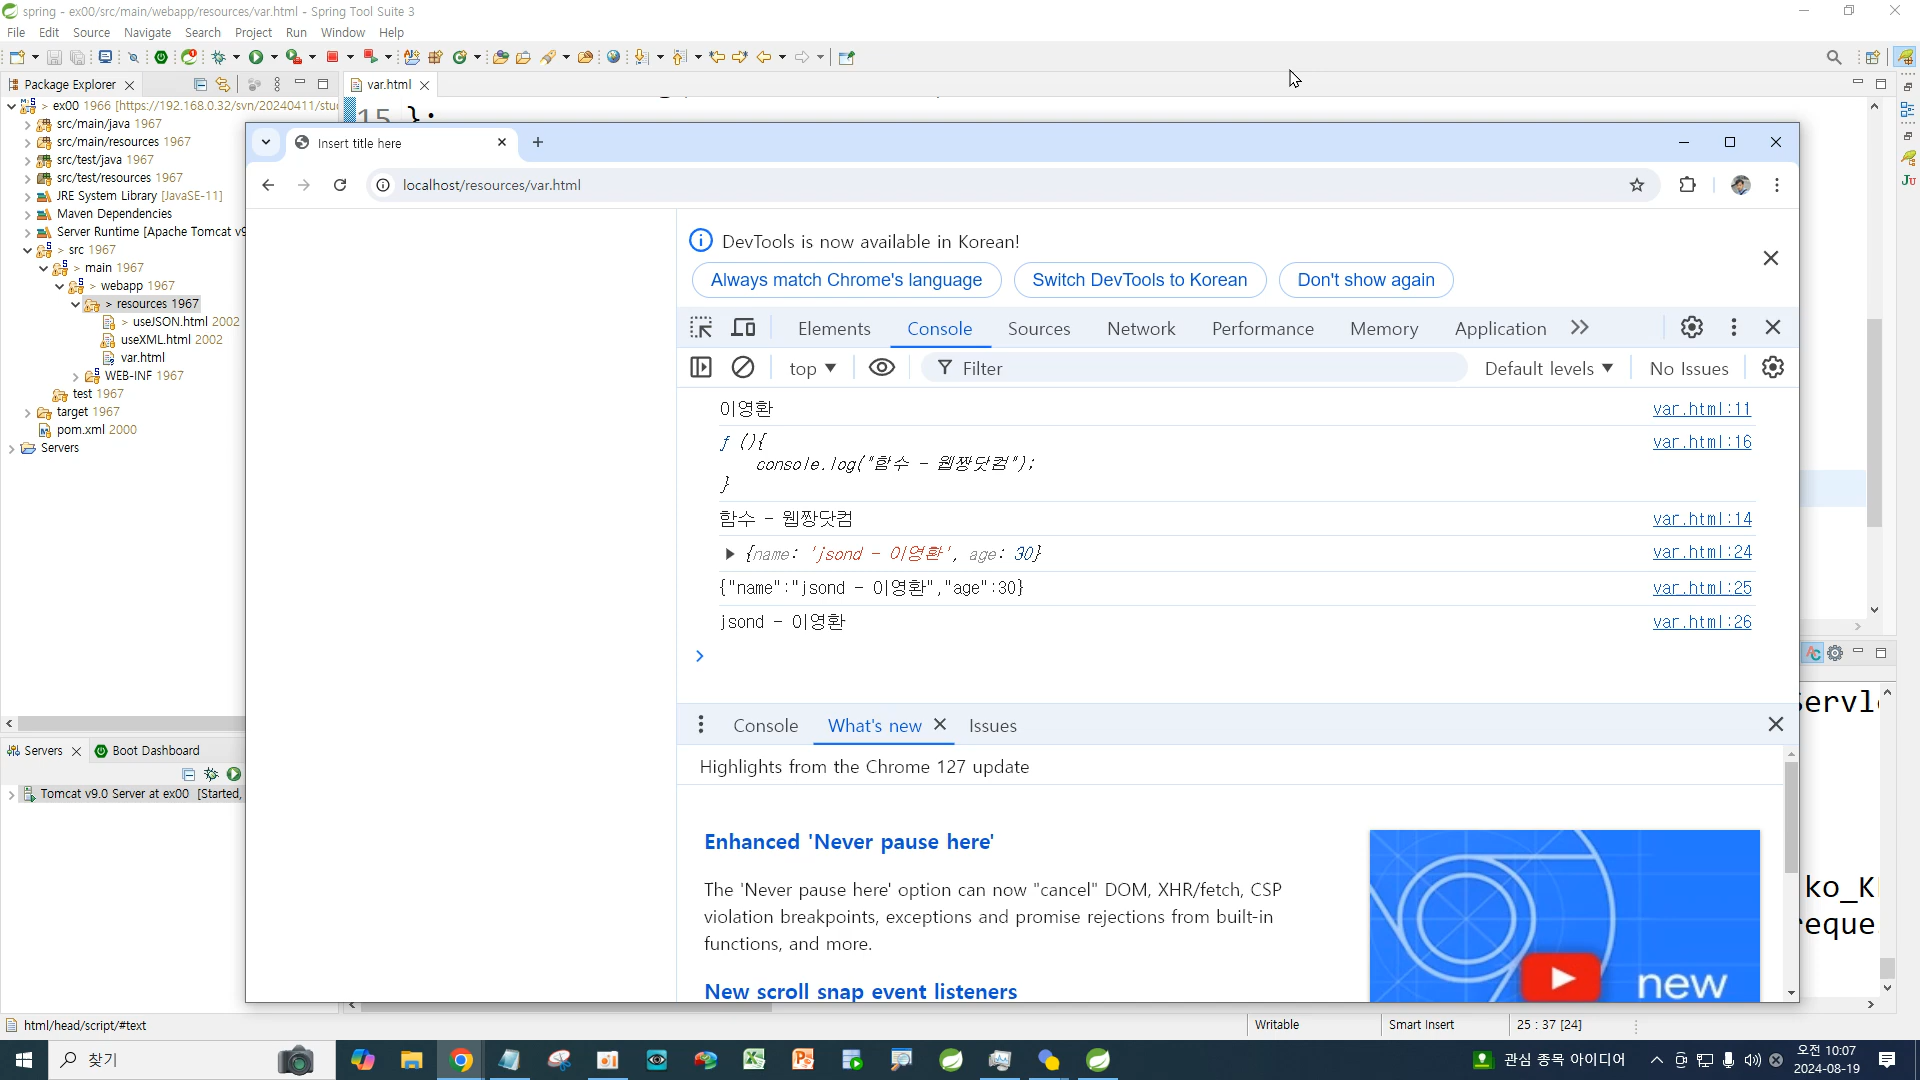 spring - ex00/src/main/webapp/resources/var.html - Spring Tool Suite 3
File Edit Source Navigate Search Project Run Window Help
Package Explorer
var.html
ex00 1966 [https://192.168.0.32/svn/20240411/stu
src/main/java 1967
src/main/resources 1967
src/test/java 1967
src/test/resources 1967
JRE System Library [JavaSE-11]
Maven Dependencies
Server Runtime [Apache Tomcat v9
> src 1967
> main 1967
> webapp 1967
> resources 1967
> useJSON.html 2002
useXML.html 2002
var.html
WEB-INF 1967
test 1967
target 1967
pom.xml 2000
Servers
15 };
Insert title here
localhost/resources/var.html
DevTools is now available in Korean!
Always match Chrome's language
Switch DevTools to Korean
Don't show again
Elements Console Sources Network Performance Memory Application
top ▼ Filter Default levels ▼ No Issues
이영환 var.html:11
ƒ (){ var.html:16
console.log("함수 - 웹짱닷컴");
}
함수 - 웹짱닷컴 var.html:14
▶ {name: 'jsond - 이영환', age: 30} var.html:24
{"name":"jsond - 이영환","age":30} var.html:25
jsond - 이영환 var.html:26
Console What's new Issues
Highlights from the Chrome 127 update
Enhanced 'Never pause here'
The 'Never pause here' option can now "cancel" DOM, XHR/fetch, CSP
violation breakpoints, exceptions and promise rejections from built-in
functions, and more.
New scroll snap event listeners
new
Servers
Boot Dashboard
Tomcat v9.0 Server at ex00 [Started,
html/head/script/#text
Writable
Smart Insert
25 : 37 [24]
찾기
관심 종목 아이디어
오전 10:07
2024-08-19